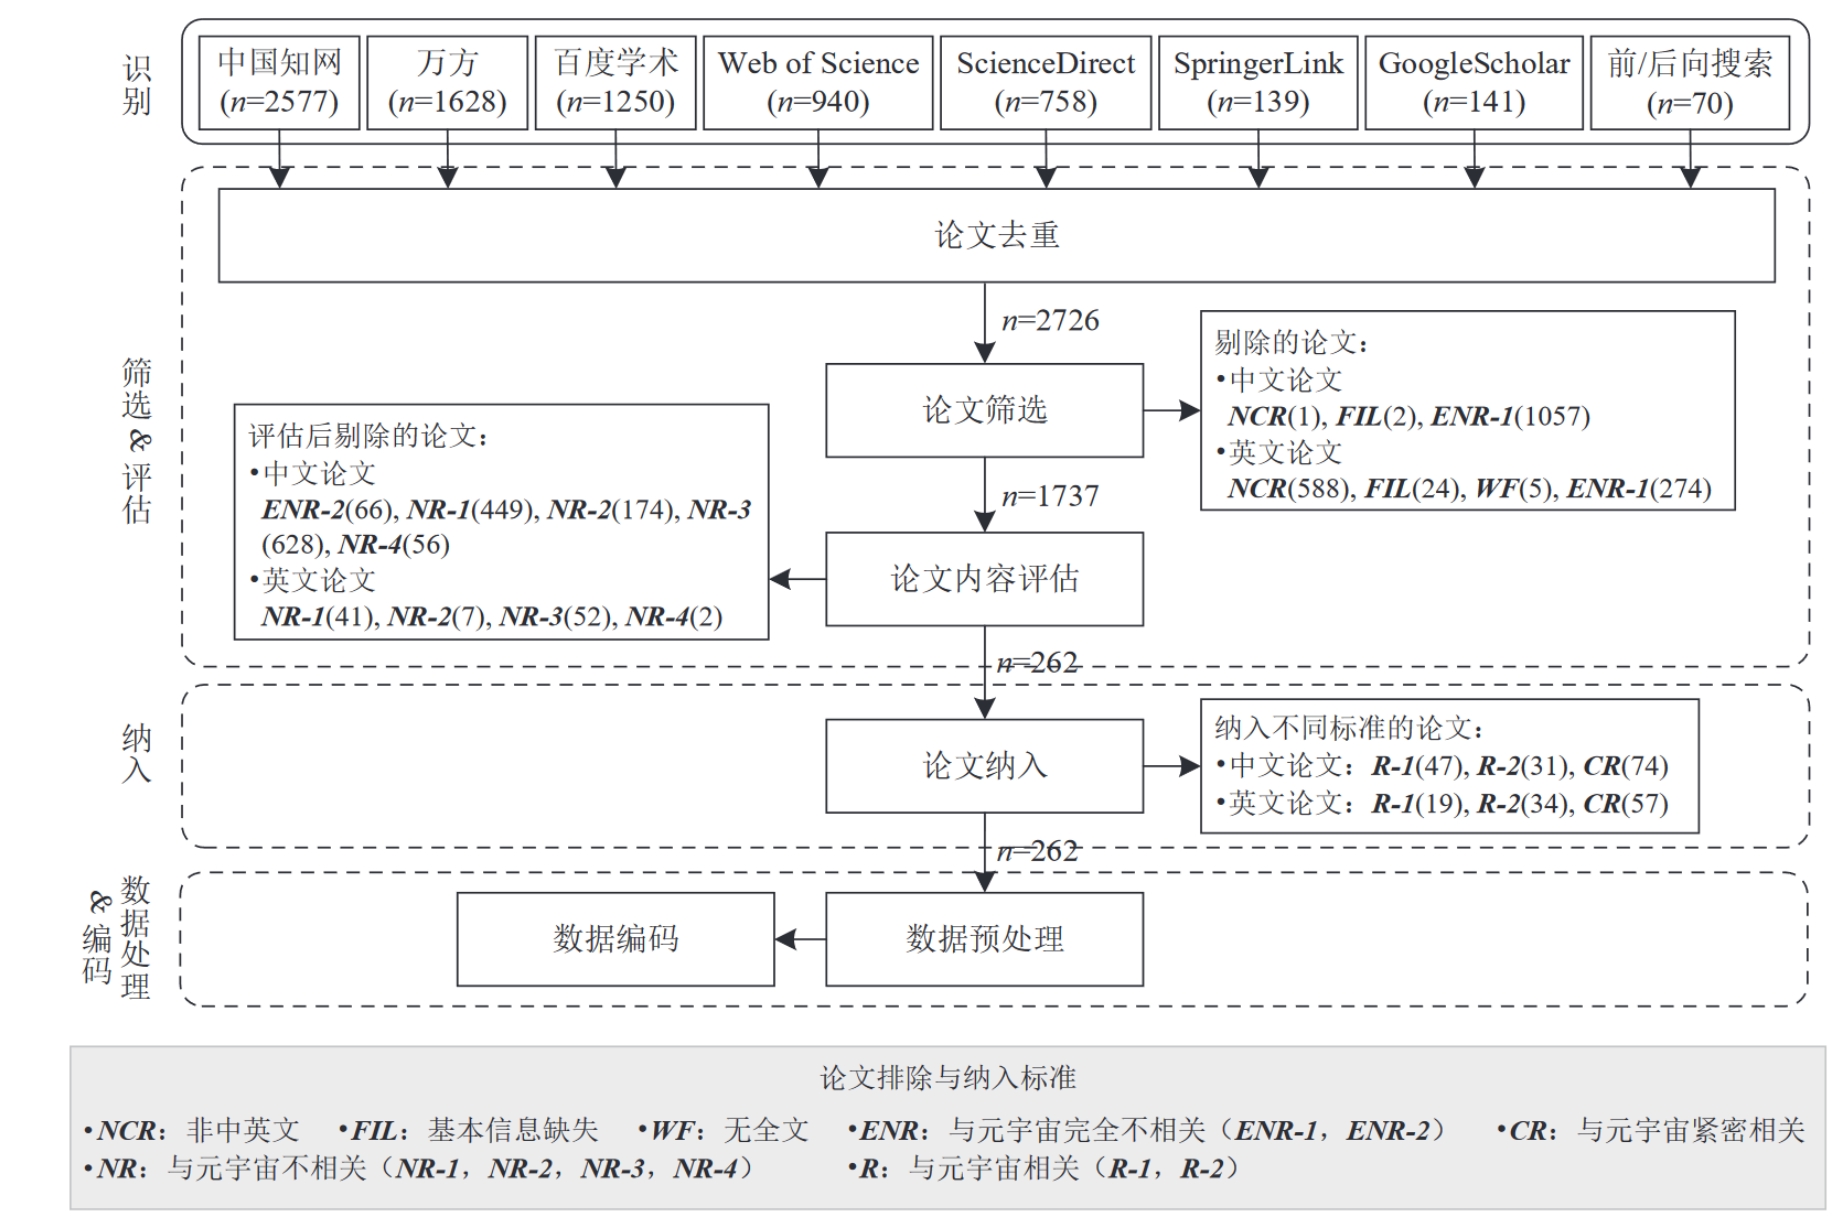 识别
中国知网
(n=2577)
万方
(n=1628)
百度学术
(n=1250)
Web of Science
(n=940)
ScienceDirect
(n=758)
SpringerLink
(n=139)
GoogleScholar
(n=141)
前/后向搜索
(n=70)
筛选&评估
论文去重
n=2726
论文筛选
剔除的论文：
•中文论文
NCR(1), FIL(2), ENR-1(1057)
•英文论文
NCR(588), FIL(24), WF(5), ENR-1(274)
n=1737
评估后剔除的论文：
•中文论文
ENR-2(66), NR-1(449), NR-2(174), NR-3
(628), NR-4(56)
•英文论文
NR-1(41), NR-2(7), NR-3(52), NR-4(2)
论文内容评估
n=262
纳入
论文纳入
纳入不同标准的论文：
•中文论文：R-1(47), R-2(31), CR(74)
•英文论文：R-1(19), R-2(34), CR(57)
n=262
数据处理
&编码
数据编码
数据预处理
论文排除与纳入标准
•NCR：非中英文 •FIL：基本信息缺失 •WF：无全文 •ENR：与元宇宙完全不相关（ENR-1，ENR-2） •CR：与元宇宙紧密相关
•NR：与元宇宙不相关（NR-1，NR-2，NR-3，NR-4） •R：与元宇宙相关（R-1，R-2）